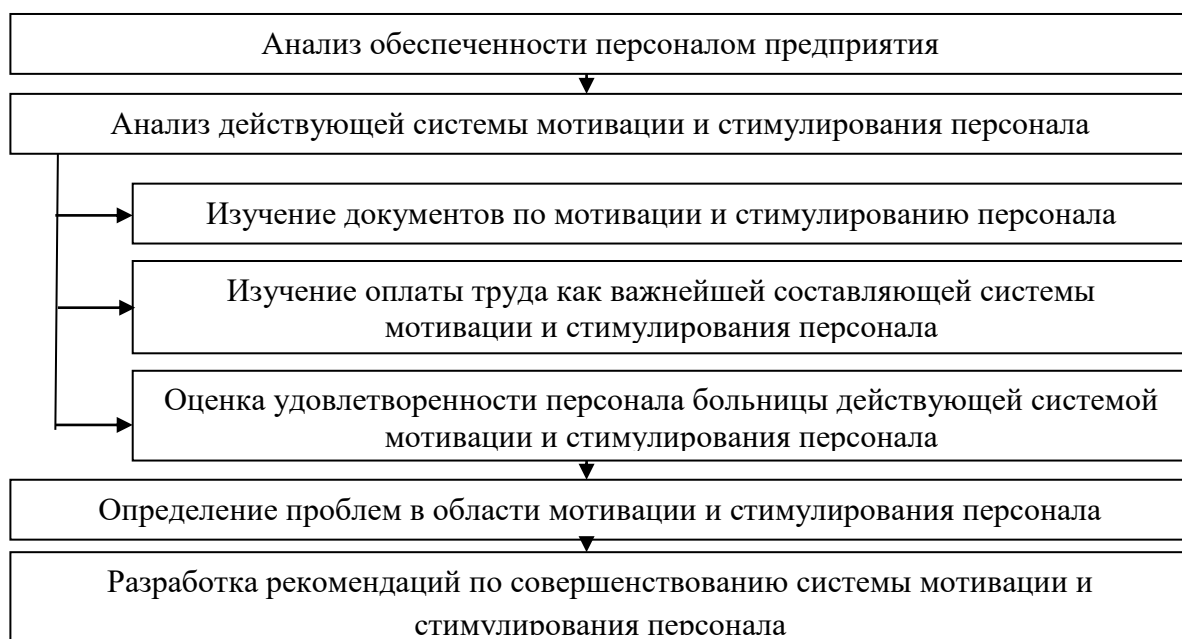 Анализ обеспеченности персоналом предприятия
Анализ действующей системы мотивации и стимулирования персонала
Изучение документов по мотивации и стимулированию персонала
Изучение оплаты труда как важнейшей составляющей системы
мотивации и стимулирования персонала
Оценка удовлетворенности персонала больницы действующей системой
мотивации и стимулирования персонала
Определение проблем в области мотивации и стимулирования персонала
Разработка рекомендаций по совершенствованию системы мотивации и
стимулирования персонала